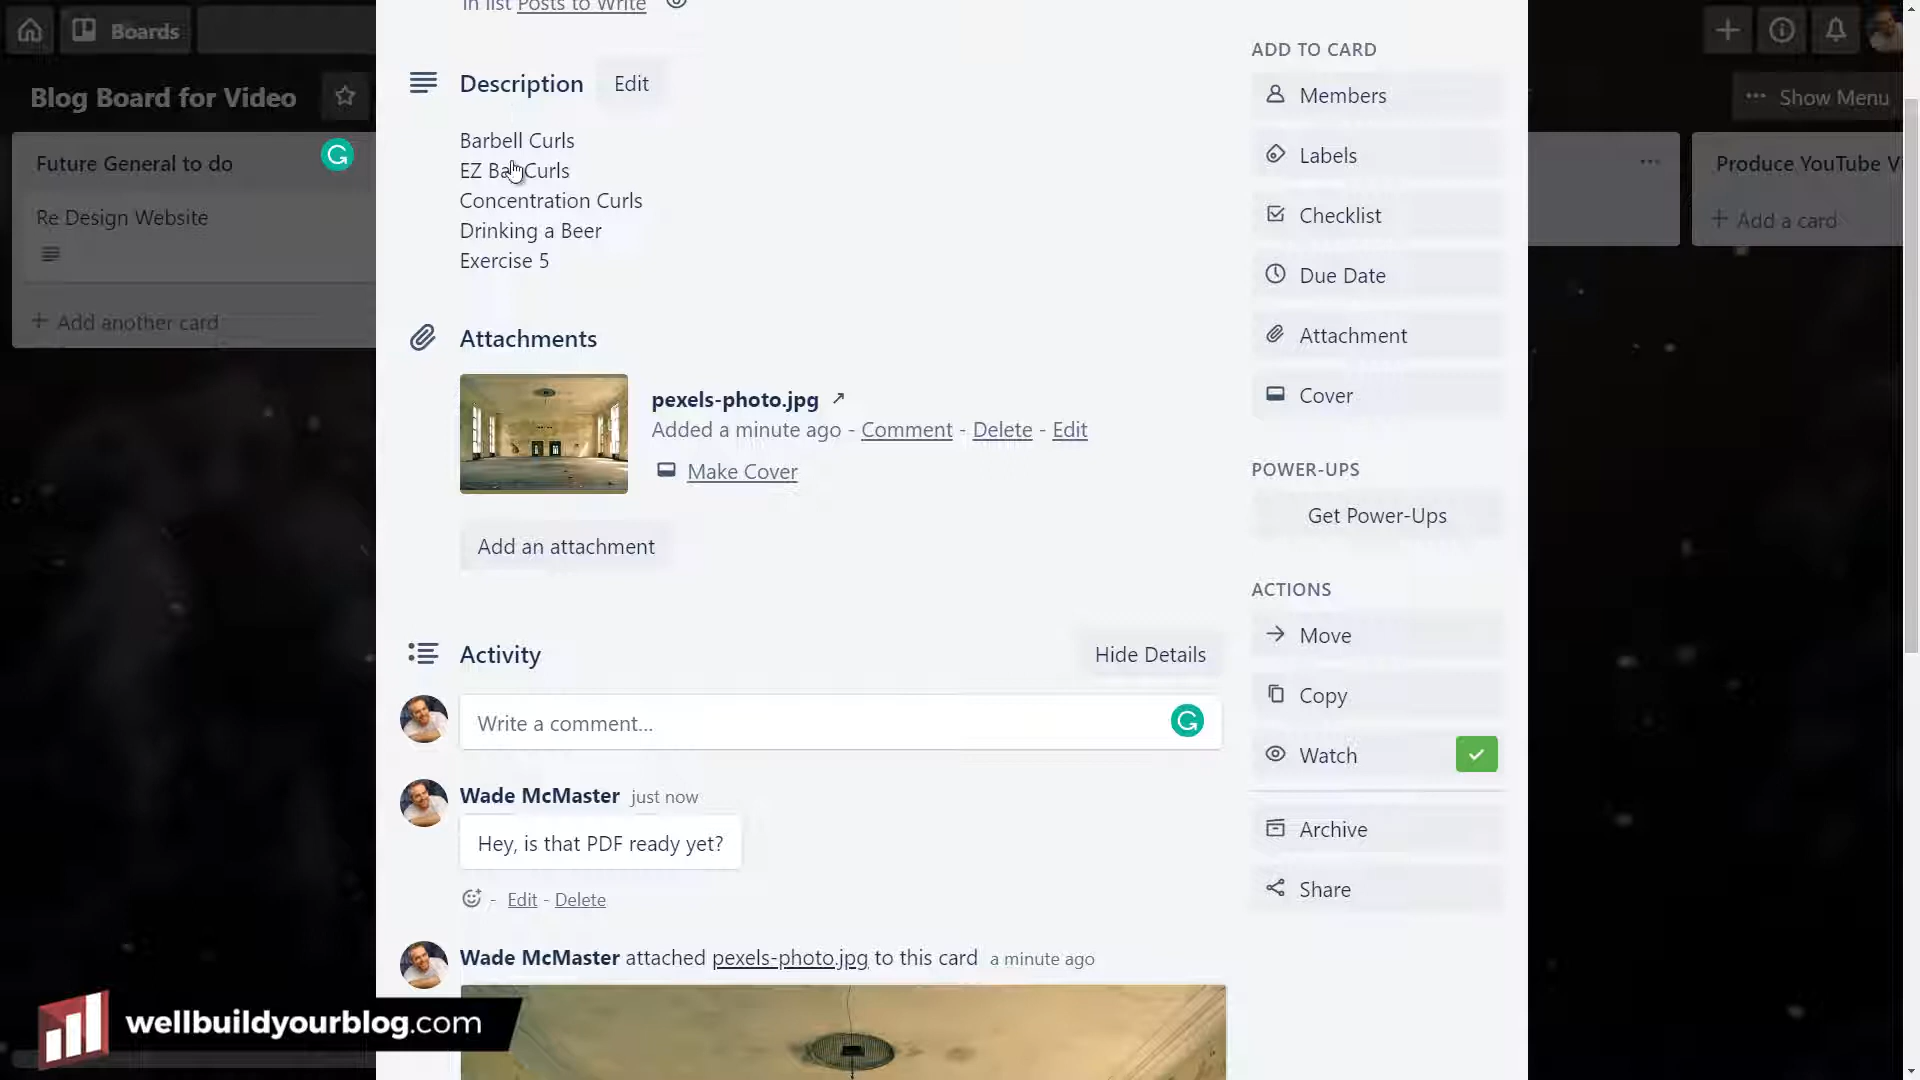 in list Posts to Write
Boards
Blog Board for Video
Show Menu
Future General to do
Re Design Website
+ Add another card
Description
Edit
Barbell Curls
EZ Bar Curls
Concentration Curls
Drinking a Beer
Exercise 5
Attachments
pexels-photo.jpg ↗
Added a minute ago - Comment - Delete - Edit
Make Cover
Add an attachment
Activity
Hide Details
Write a comment...
Wade McMaster just now
Hey, is that PDF ready yet?
- Edit - Delete
Wade McMaster attached pexels-photo.jpg to this card a minute ago
ADD TO CARD
Members
Labels
Checklist
Due Date
Attachment
Cover
POWER-UPS
Get Power-Ups
ACTIONS
Move
Copy
Watch
Archive
Share
Produce YouTube Vi
+ Add a card
wellbuildyourblog.com